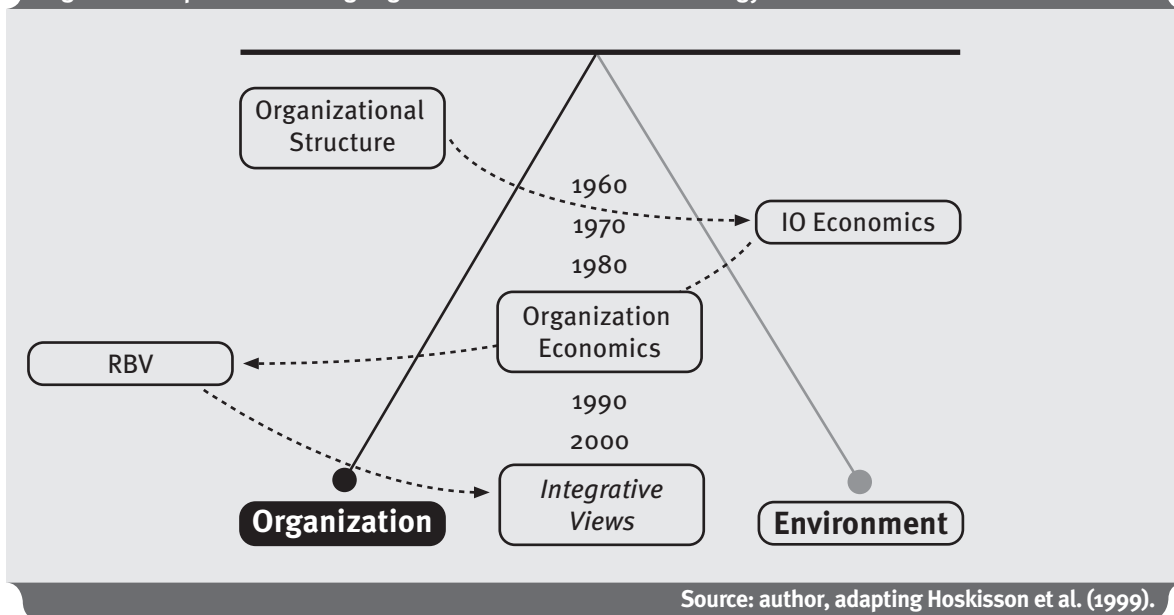 Organizational
Structure
1960
IO Economics
1970
1980
Organization
Economics
RBV
1990
2000
Integrative
Views
Organization
Environment
Source: author, adapting Hoskisson et al. (1999).